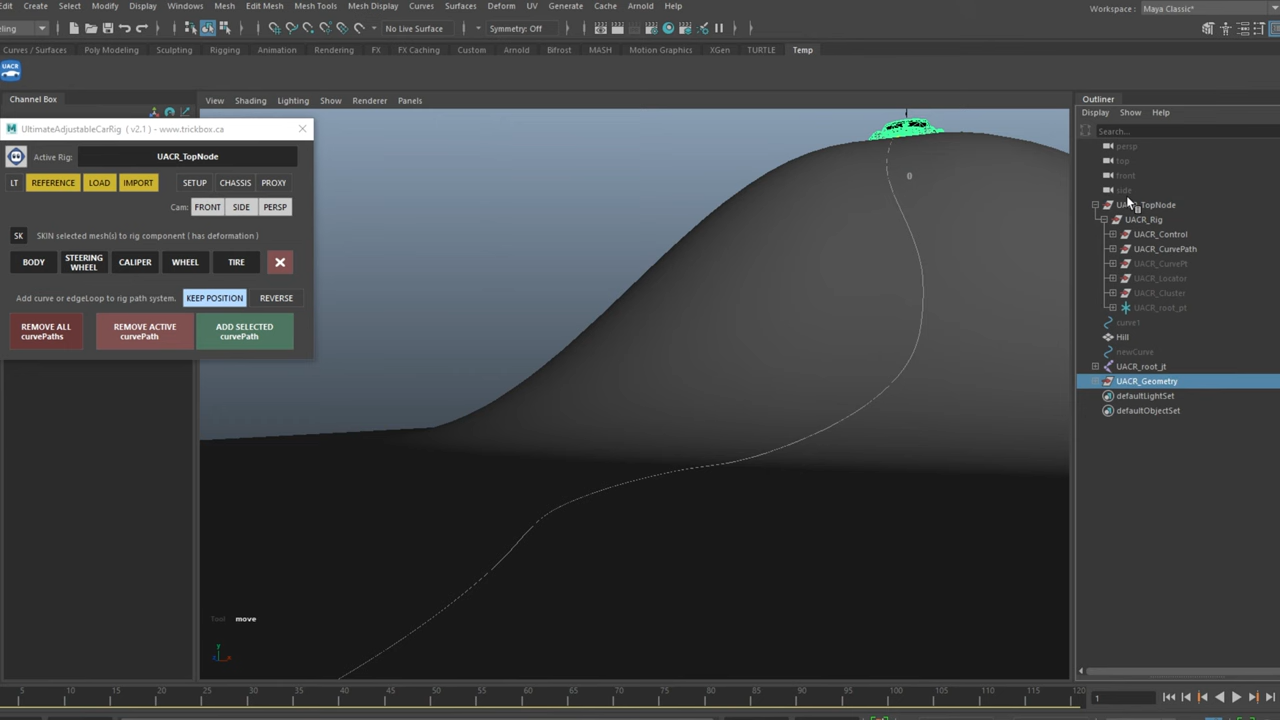 Edit Create Select Modify Display Windows Mesh Edit Mesh Mesh Tools Mesh Display Curves Surfaces Deform UV Generate Cache Arnold Help Workspace : Maya Classic*
No Live Surface Symmetry: Off
Curves / Surfaces Poly Modeling Sculpting Rigging Animation Rendering FX FX Caching Custom Arnold Bifrost MASH Motion Graphics XGen TURTLE Temp
UACR
Channel Box View Shading Lighting Show Renderer Panels Outliner
Display Show Help
UltimateAdjustableCarRig ( v2.1 ) - www.trickbox.ca
Search...
Active Rig: UACR_TopNode
LT REFERENCE LOAD IMPORT SETUP CHASSIS PROXY
Cam: FRONT SIDE PERSP
SK SKIN selected mesh(s) to rig component ( has deformation )
BODY STEERING WHEEL CALIPER WHEEL TIRE
Add curve or edgeLoop to rig path system. KEEP POSITION REVERSE
REMOVE ALL curvePaths REMOVE ACTIVE curvePath ADD SELECTED curvePath
0
persp
top
front
side
UACR_TopNode
UACR_Rig
UACR_Control
UACR_CurvePath
UACR_CurvePt
UACR_Locator
UACR_Cluster
UACR_root_pt
curve1
Hill
newCurve
UACR_root_jt
UACR_Geometry
defaultLightSet
defaultObjectSet
Tool move
y
x
5 10 15 20 25 30 35 40 45 50 55 60 65 70 75 80 85 90 95 100 105 110 115 120 1